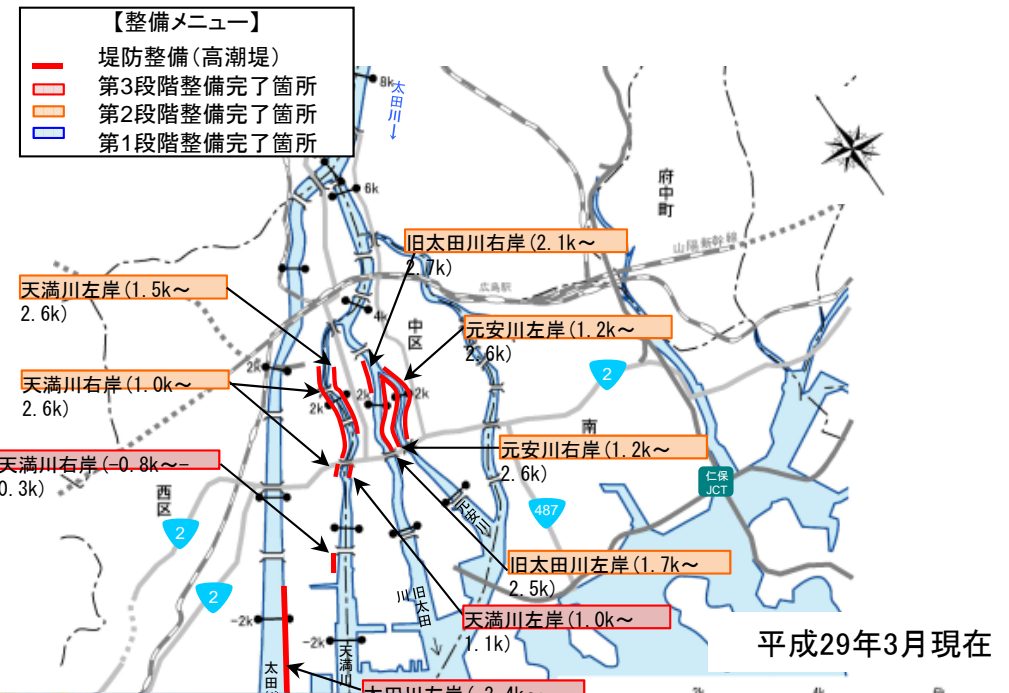 【整備メニュー】
堤防整備(高潮堤)
第3段階整備完了箇所
第2段階整備完了箇所
第1段階整備完了箇所
8k
太田川↓
6k
府中町
山陽新幹線
旧太田川右岸(2.1k～
2.7k)
広島駅
天満川左岸(1.5k～
2.6k)
4k
中区
元安川左岸(1.2k～
2.6k)
2k
2
天満川右岸(1.0k～
2.6k)
2k
2k
2k
南
元安川右岸(1.2k～
2.6k)
天満川右岸(-0.8k～-
0.3k)
仁保
JCT
西区
元安川
487
2
旧太田川左岸(1.7k～
2.5k)
2
旧太田川
天満川左岸(1.0k～
1.1k)
-2k
-2k
平成29年3月現在
天満川
太田